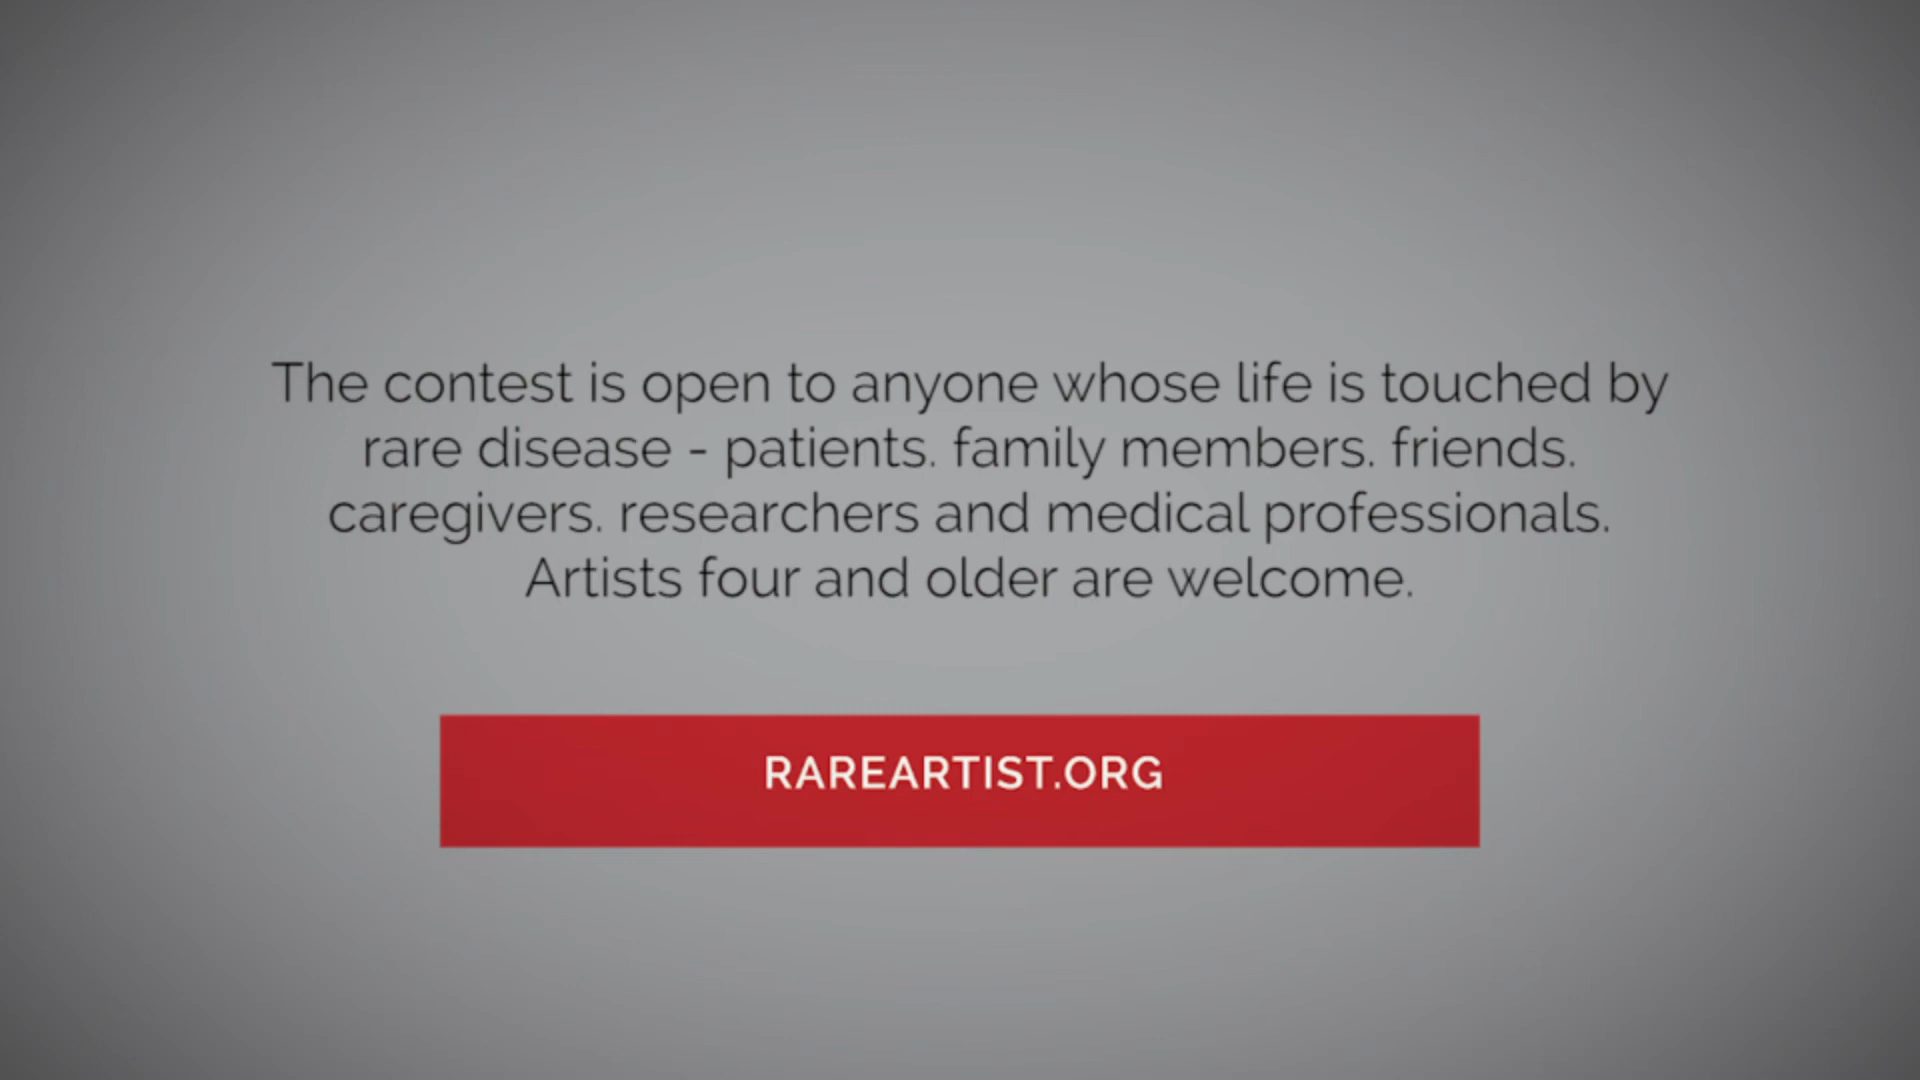 The contest is open to anyone whose life is touched by
rare disease - patients. family members. friends.
caregivers. researchers and medical professionals.
Artists four and older are welcome.
RAREARTIST.ORG